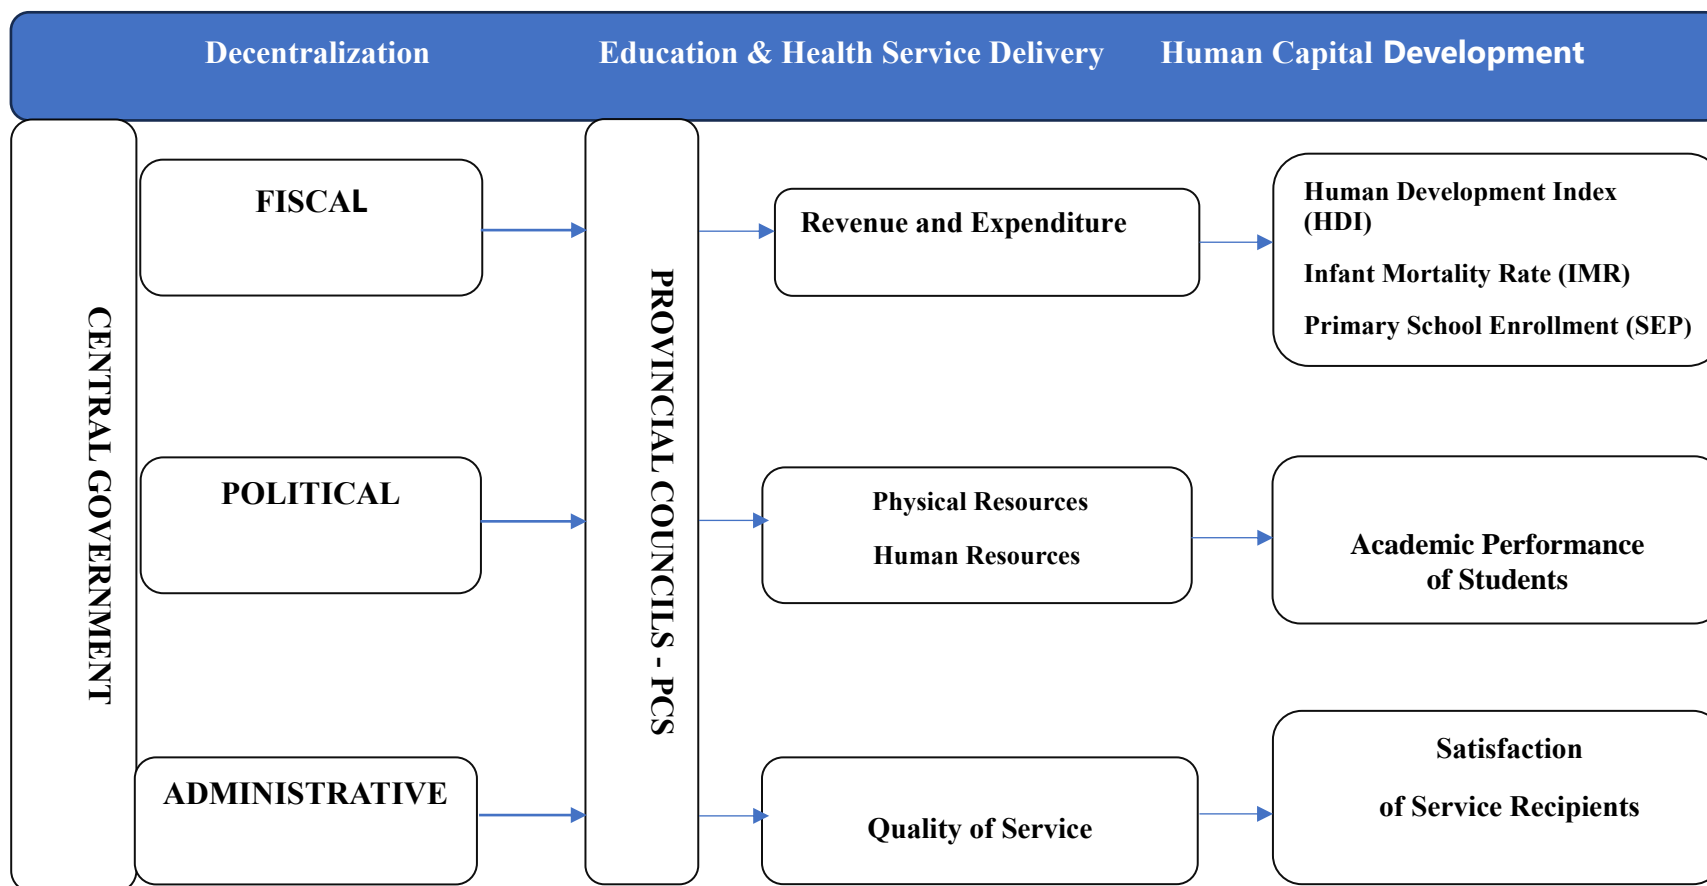 Decentralization
Education & Health Service Delivery
Human Capital Development
CENTRAL GOVERNMENT
FISCAL
POLITICAL
ADMINISTRATIVE
PROVINCIAL COUNCILS - PCS
Revenue and Expenditure
Physical Resources
Human Resources
Quality of Service
Human Development Index
(HDI)
Infant Mortality Rate (IMR)
Primary School Enrollment (SEP)
Academic Performance
of Students
Satisfaction
of Service Recipients